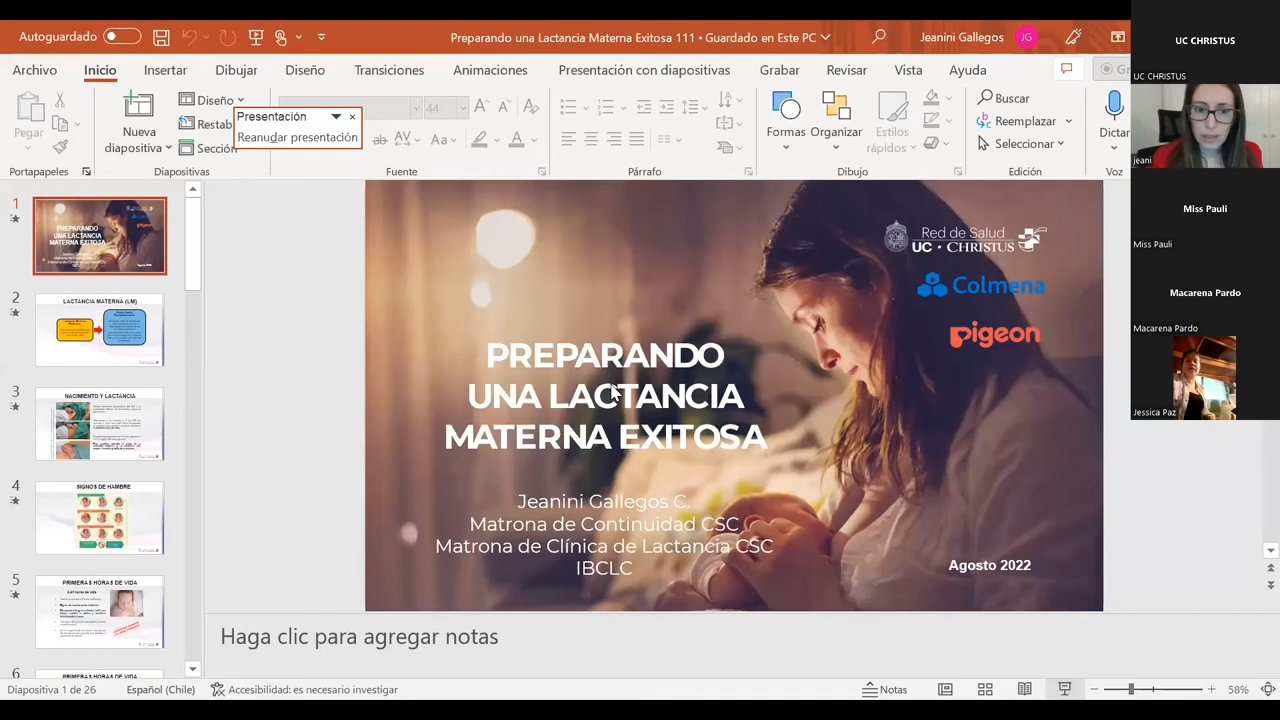 Autoguardado
Preparando una Lactancia Materna Exitosa 111 • Guardado en Este PC
Jeanini Gallegos
JG
Archivo
Inicio
Insertar
Dibujar
Diseño
Transiciones
Animaciones
Presentación con diapositivas
Grabar
Revisar
Vista
Ayuda
Pegar
Nueva
diapositiva
Diseño
Restab
Sección
Presentación
Reanudar presentación
44
Aa
Formas
Organizar
Estilos
rápidos
Buscar
Reemplazar
Seleccionar
Dictar
Portapapeles
Diapositivas
Fuente
Párrafo
Dibujo
Edición
Voz
1
PREPARANDO
UNA LACTANCIA
MATERNA EXITOSA
2
LACTANCIA MATERNA (LM)
3
NACIMIENTO Y LACTANCIA
4
SIGNOS DE HAMBRE
5
PRIMERAS HORAS DE VIDA
6
PRIMERAS HORAS DE VIDA
Red de Salud
UC • CHRISTUS
Colmena
pigeon
PREPARANDO
UNA LACTANCIA
MATERNA EXITOSA
Jeanini Gallegos C.
Matrona de Continuidad CSC
Matrona de Clínica de Lactancia CSC
IBCLC
Agosto 2022
Haga clic para agregar notas
Diapositiva 1 de 26
Español (Chile)
Accesibilidad: es necesario investigar
Notas
58%
UC CHRISTUS
UC CHRISTUS
jeani
Miss Pauli
Miss Pauli
Macarena Pardo
Macarena Pardo
Jessica Paz